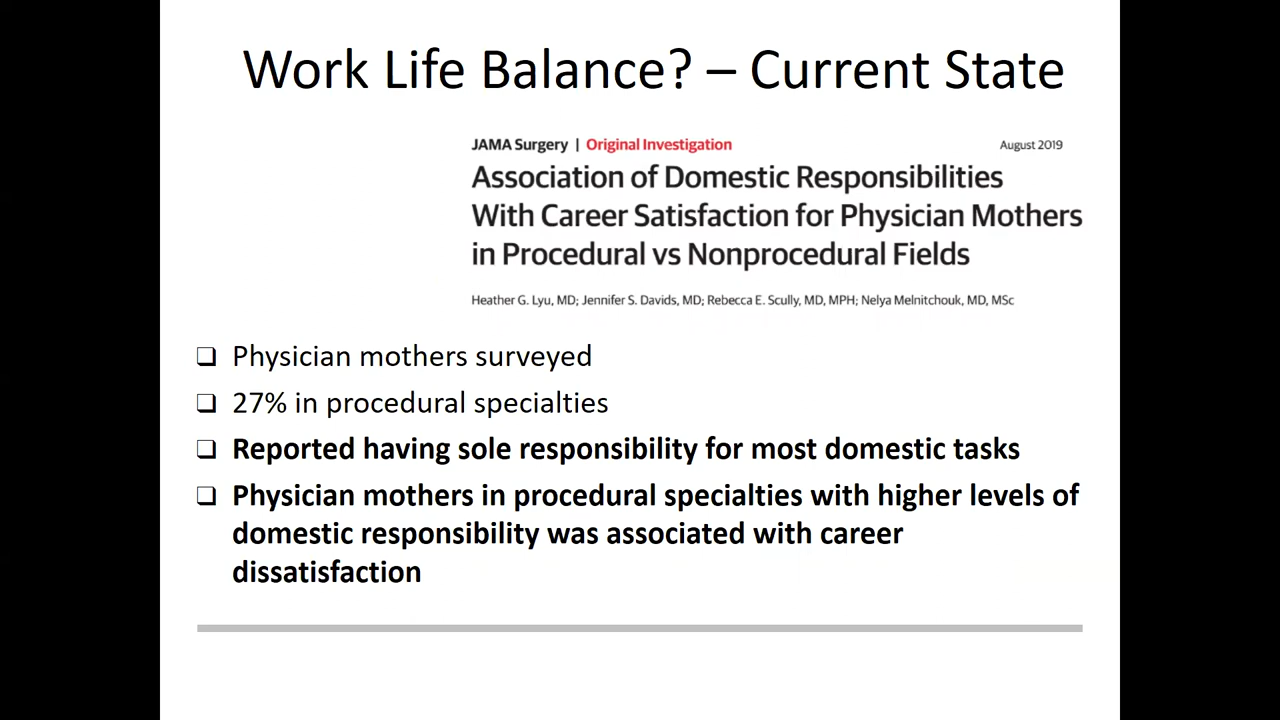 Work Life Balance? – Current State
JAMA Surgery | Original Investigation
August 2019
Association of Domestic Responsibilities
With Career Satisfaction for Physician Mothers
in Procedural vs Nonprocedural Fields
Heather G. Lyu, MD; Jennifer S. Davids, MD; Rebecca E. Scully, MD, MPH; Nelya Melnitchouk, MD, MSc
❑ Physician mothers surveyed
❑ 27% in procedural specialties
❑ Reported having sole responsibility for most domestic tasks
❑ Physician mothers in procedural specialties with higher levels of
domestic responsibility was associated with career
dissatisfaction